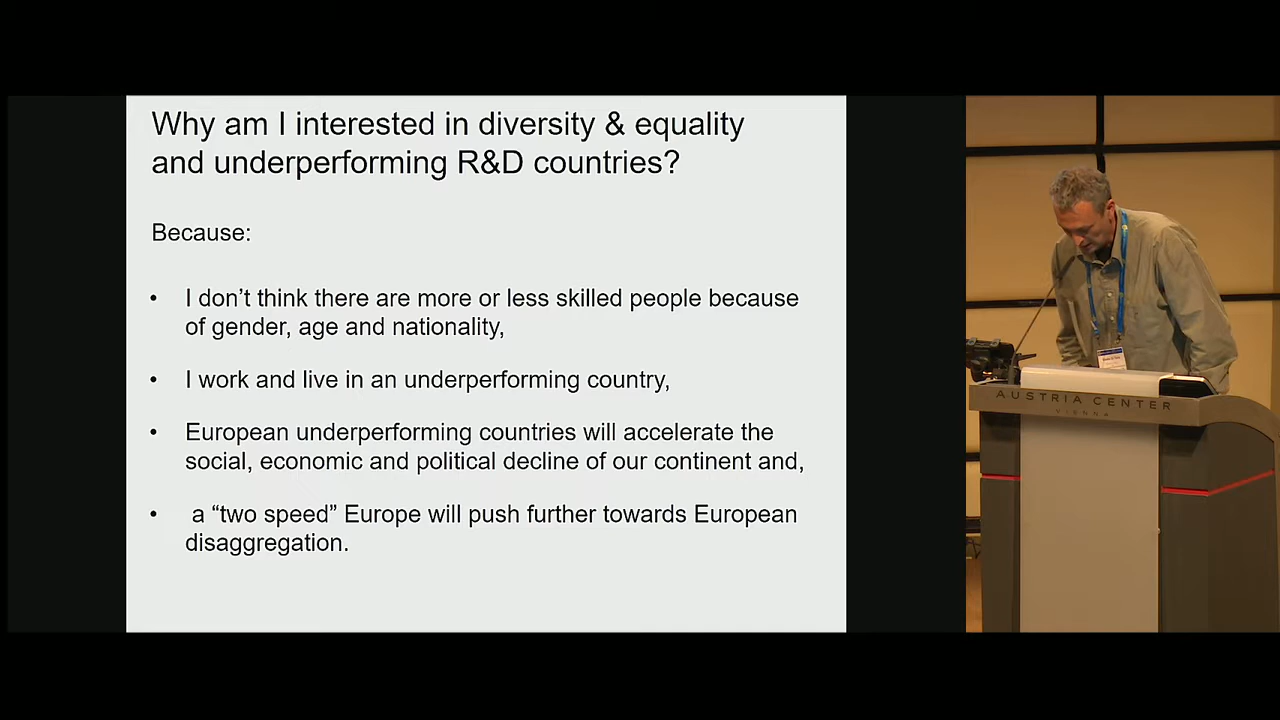 Why am I interested in diversity & equality
and underperforming R&D countries?
Because:
• I don’t think there are more or less skilled people because
of gender, age and nationality,
• I work and live in an underperforming country,
• European underperforming countries will accelerate the
social, economic and political decline of our continent and,
• a “two speed” Europe will push further towards European
disaggregation.
AUSTRIA CENTER
VIENNA